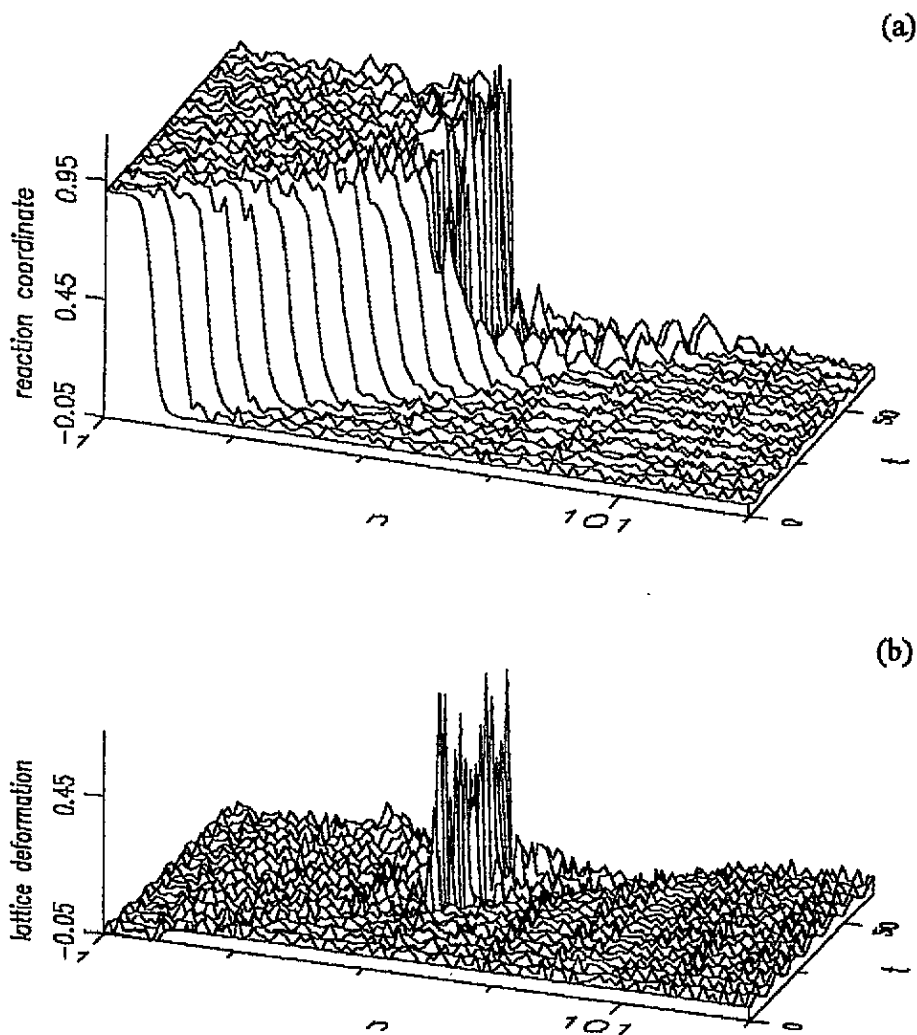 (a)
reaction coordinate
0.95
0.45
-0.05
1
n
101
50
t
0
(b)
lattice deformation
0.45
-0.05
1
n
101
50
t
0